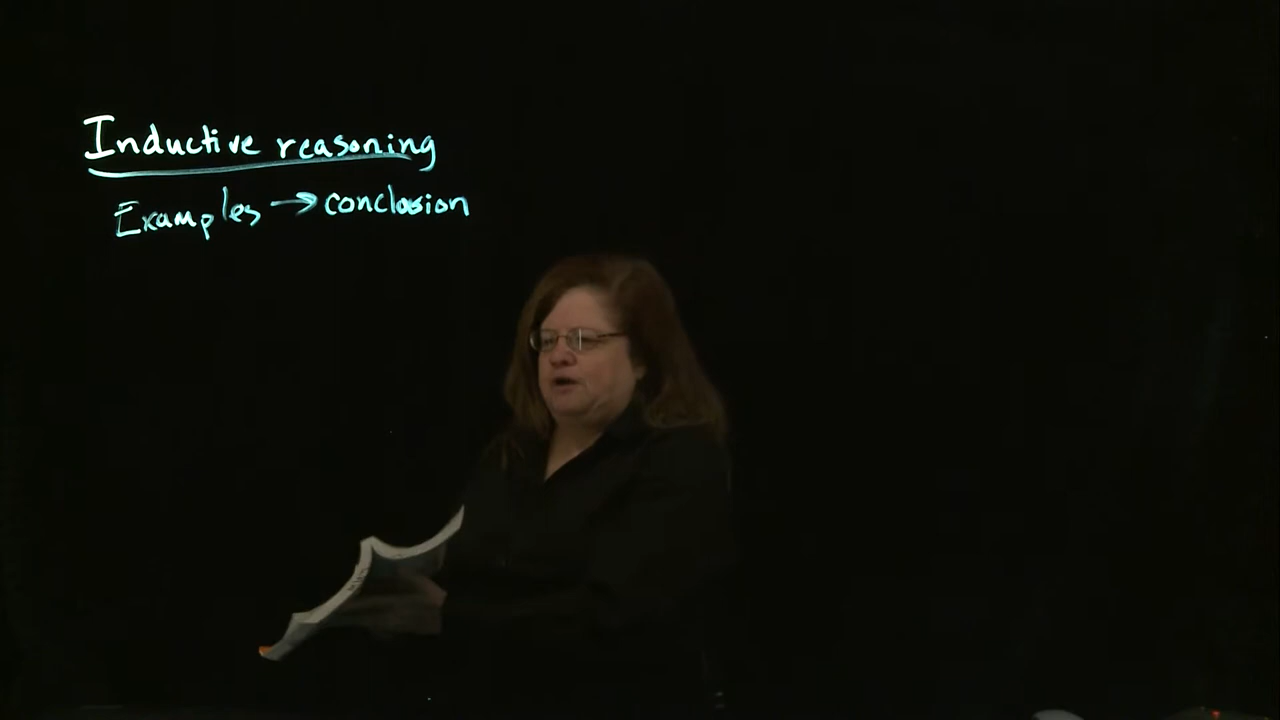 Inductive reasoning
Examples → conclusion